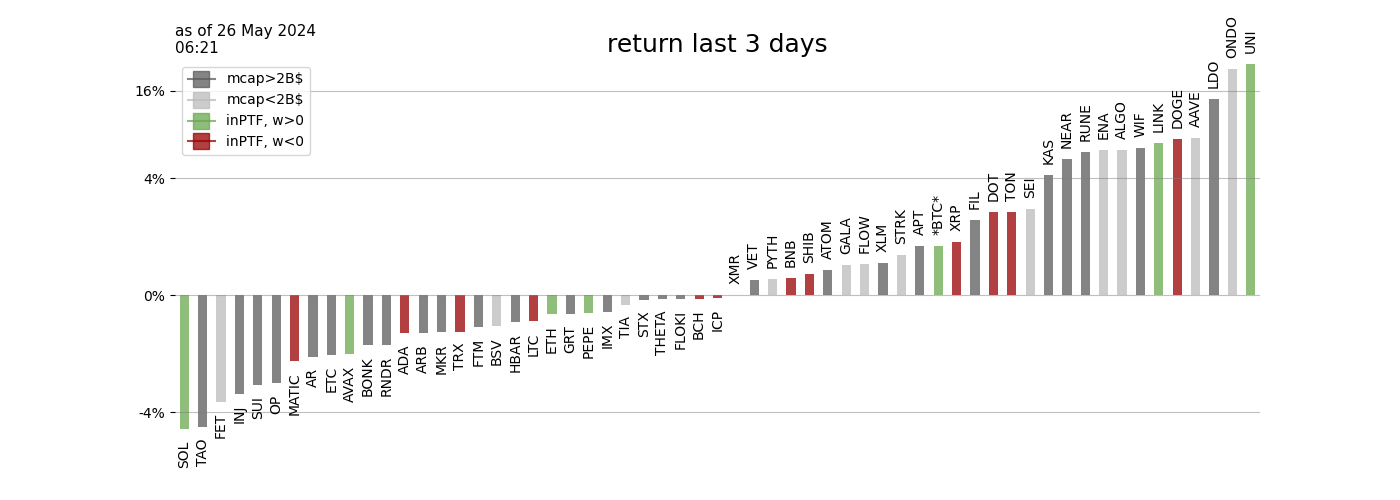 as of 26 May 2024
06:21
return last 3 days
mcap>2B$
mcap<2B$
inPTF, w>0
inPTF, w<0
16%
4%
0%
-4%
SOL
TAO
FET
INJ
SUI
OP
MATIC
AR
ETC
AVAX
BONK
RNDR
ADA
ARB
MKR
TRX
FTM
BSV
HBAR
LTC
ETH
GRT
PEPE
IMX
TIA
STX
THETA
FLOKI
BCH
ICP
XMR
VET
PYTH
BNB
SHIB
ATOM
GALA
FLOW
XLM
STRK
APT
*BTC*
XRP
FIL
DOT
TON
SEI
KAS
NEAR
RUNE
ENA
ALGO
WIF
LINK
DOGE
AAVE
LDO
ONDO
UNI